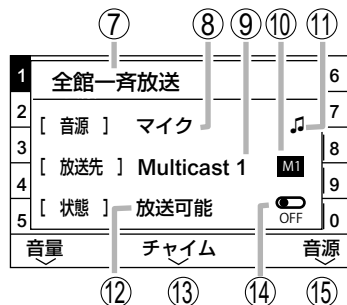 ⑦ ⑧ ⑨ ⑩ ⑪
1 全館一斉放送 6
2 7
[ 音源 ] マイク ♫
3 8
[ 放送先 ] Multicast 1 M1
4 9
[ 状態 ] 放送可能 OFF
5 0
音量 チャイム 音源
⑫ ⑬ ⑭ ⑮